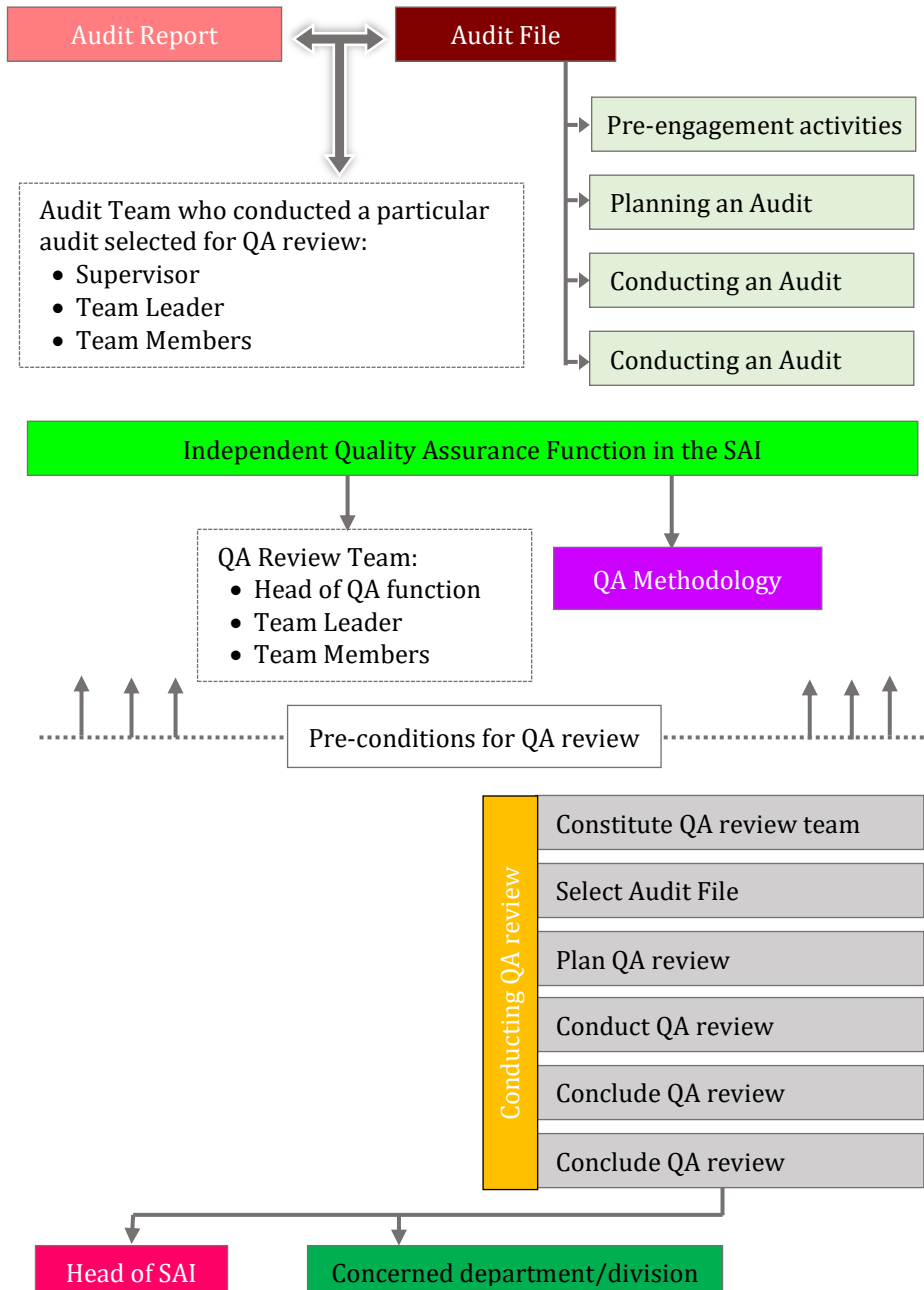 Audit Report
Audit File
Pre-engagement activities
Planning an Audit
Conducting an Audit
Conducting an Audit
Audit Team who conducted a particular
audit selected for QA review:
• Supervisor
• Team Leader
• Team Members
Independent Quality Assurance Function in the SAI
QA Review Team:
• Head of QA function
• Team Leader
• Team Members
QA Methodology
Pre-conditions for QA review
Conducting QA review
Constitute QA review team
Select Audit File
Plan QA review
Conduct QA review
Conclude QA review
Conclude QA review
Head of SAI
Concerned department/division